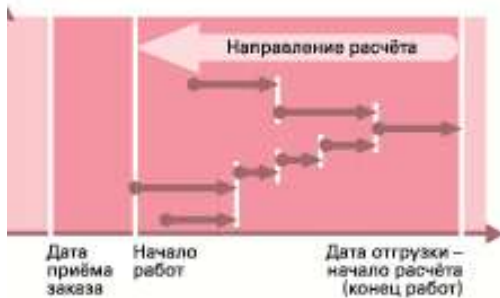 Направление расчёта
Дата
приёма
заказа
Начало
работ
Дата отгрузки –
начало расчёта
(конец работ)